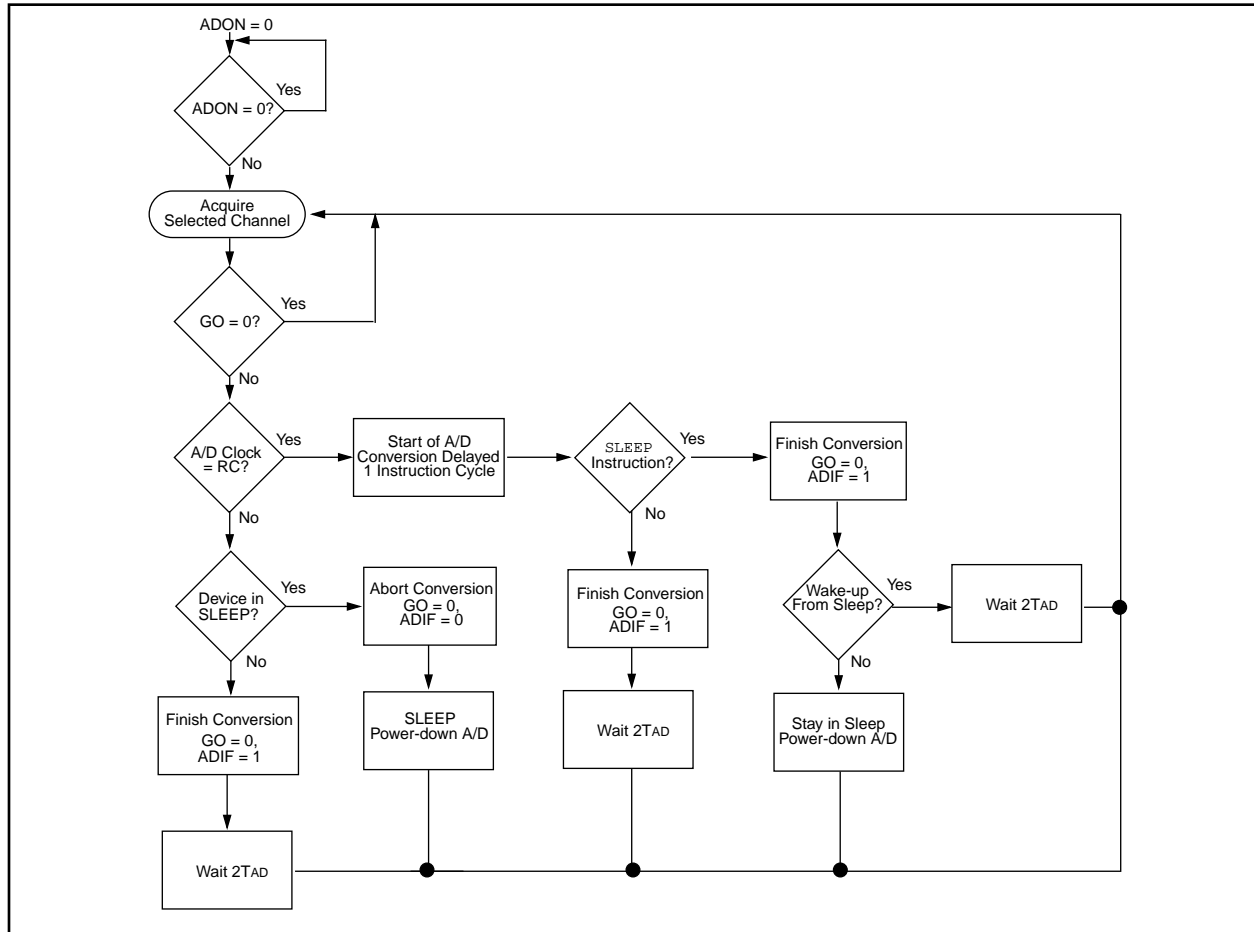 ADON = 0
Yes
ADON = 0?
No
Acquire
Selected Channel
Yes
GO = 0?
No
A/D Clock
= RC?
Yes
Start of A/D
Conversion Delayed
1 Instruction Cycle
SLEEP
Instruction?
Yes
Finish Conversion
GO = 0,
ADIF = 1
No
No
Device in
SLEEP?
Yes
Abort Conversion
GO = 0,
ADIF = 0
Finish Conversion
GO = 0,
ADIF = 1
Wake-up
From Sleep?
Yes
Wait 2TAD
No
No
Finish Conversion
GO = 0,
ADIF = 1
SLEEP
Power-down A/D
Wait 2TAD
Stay in Sleep
Power-down A/D
Wait 2TAD